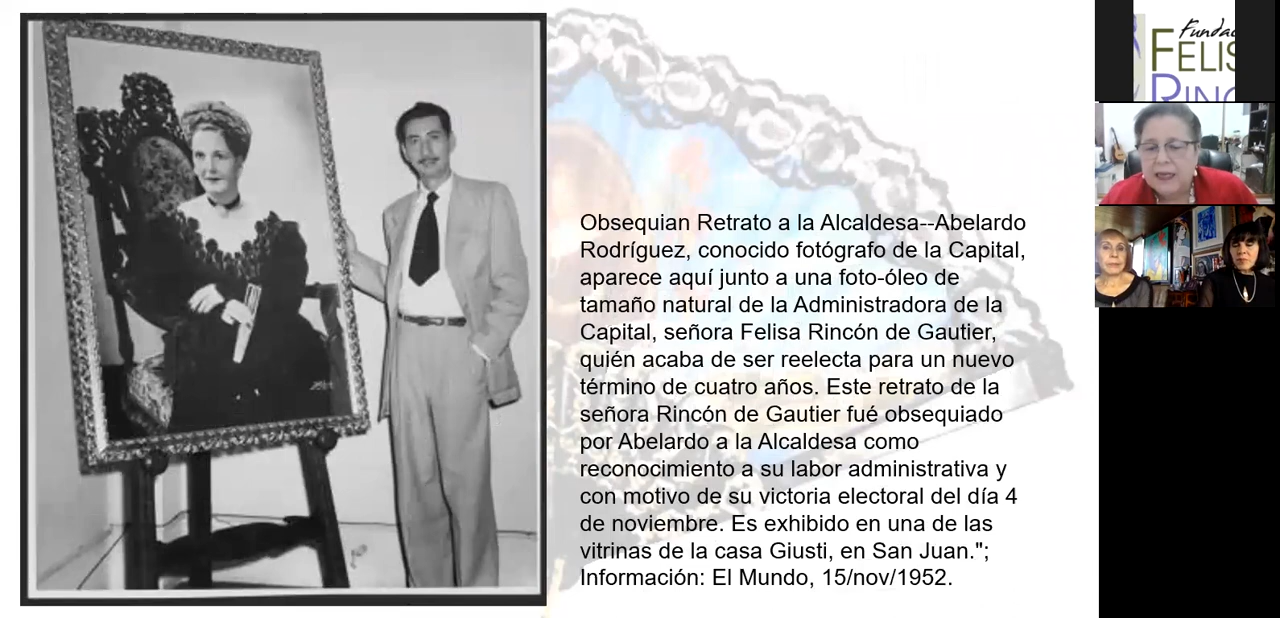 Obsequian Retrato a la Alcaldesa--Abelardo
Rodríguez, conocido fotógrafo de la Capital,
aparece aquí junto a una foto-óleo de
tamaño natural de la Administradora de la
Capital, señora Felisa Rincón de Gautier,
quién acaba de ser reelecta para un nuevo
término de cuatro años. Este retrato de la
señora Rincón de Gautier fué obsequiado
por Abelardo a la Alcaldesa como
reconocimiento a su labor administrativa y
con motivo de su victoria electoral del día 4
de noviembre. Es exhibido en una de las
vitrinas de la casa Giusti, en San Juan.";
Información: El Mundo, 15/nov/1952.
Fundac
FELIS
RINC